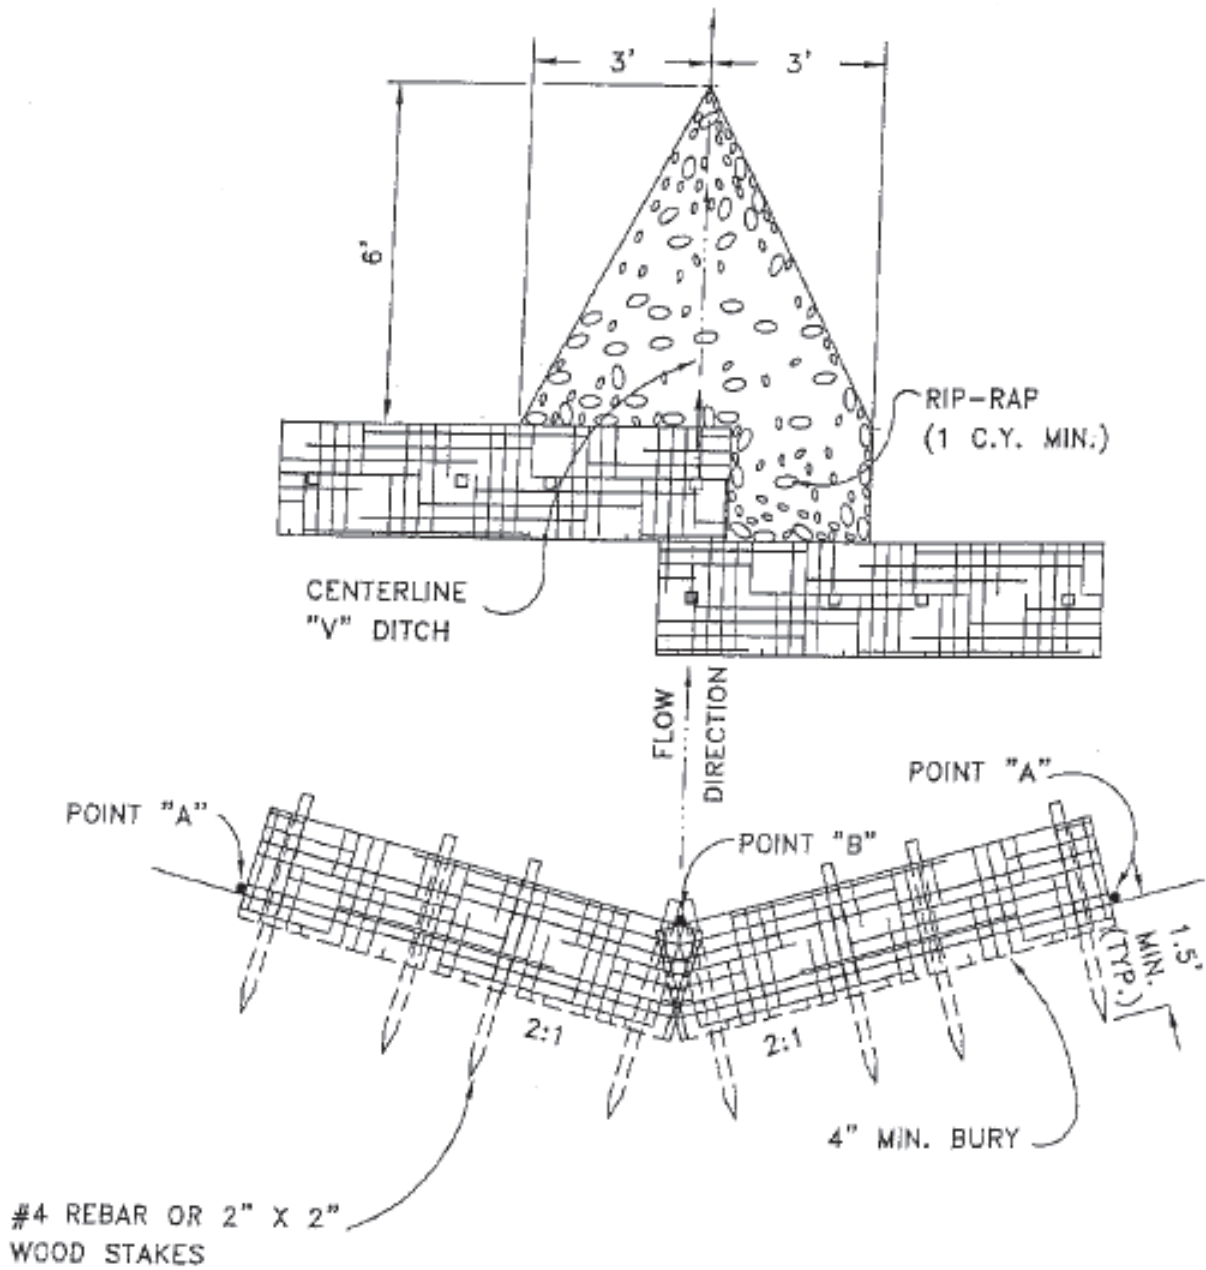 3'
3'
6'
RIP-RAP
(1 C.Y. MIN.)
CENTERLINE
"V" DITCH
FLOW
DIRECTION
POINT "A"
POINT "A"
POINT "B"
1.5'
MIN.
(TYP.)
2:1
2:1
4" MIN. BURY
#4 REBAR OR 2" X 2"
WOOD STAKES